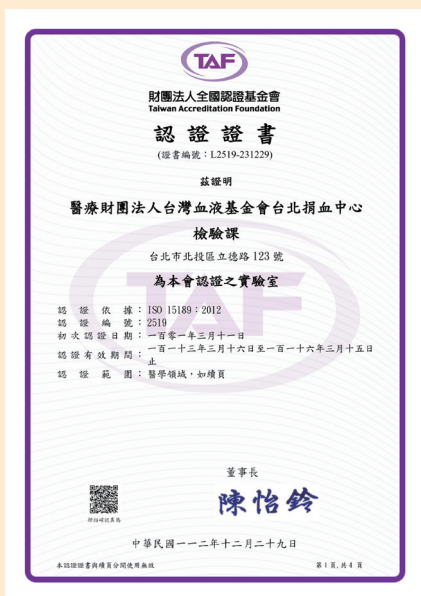 TAF
財團法人全國認證基金會
Taiwan Accreditation Foundation
認證證書
(證書編號：L2519-231229)
茲證明
醫療財團法人台灣血液基金會台北捐血中心
檢驗課
台北市北投區立德路 123 號
為本會認證之實驗室
認證依據：ISO 15189：2012
認證編號：2519
初次認證日期：一百零一年三月十一日
認證有效期間：一百一十三年三月十六日至一百一十六年三月十五日
止
認證範圍：醫學領域，如續頁
董事長
陳怡鈴
掃描確認真偽
中華民國一一二年十二月二十九日
本認證證書與續頁分開使用無效
第 1 頁，共 4 頁